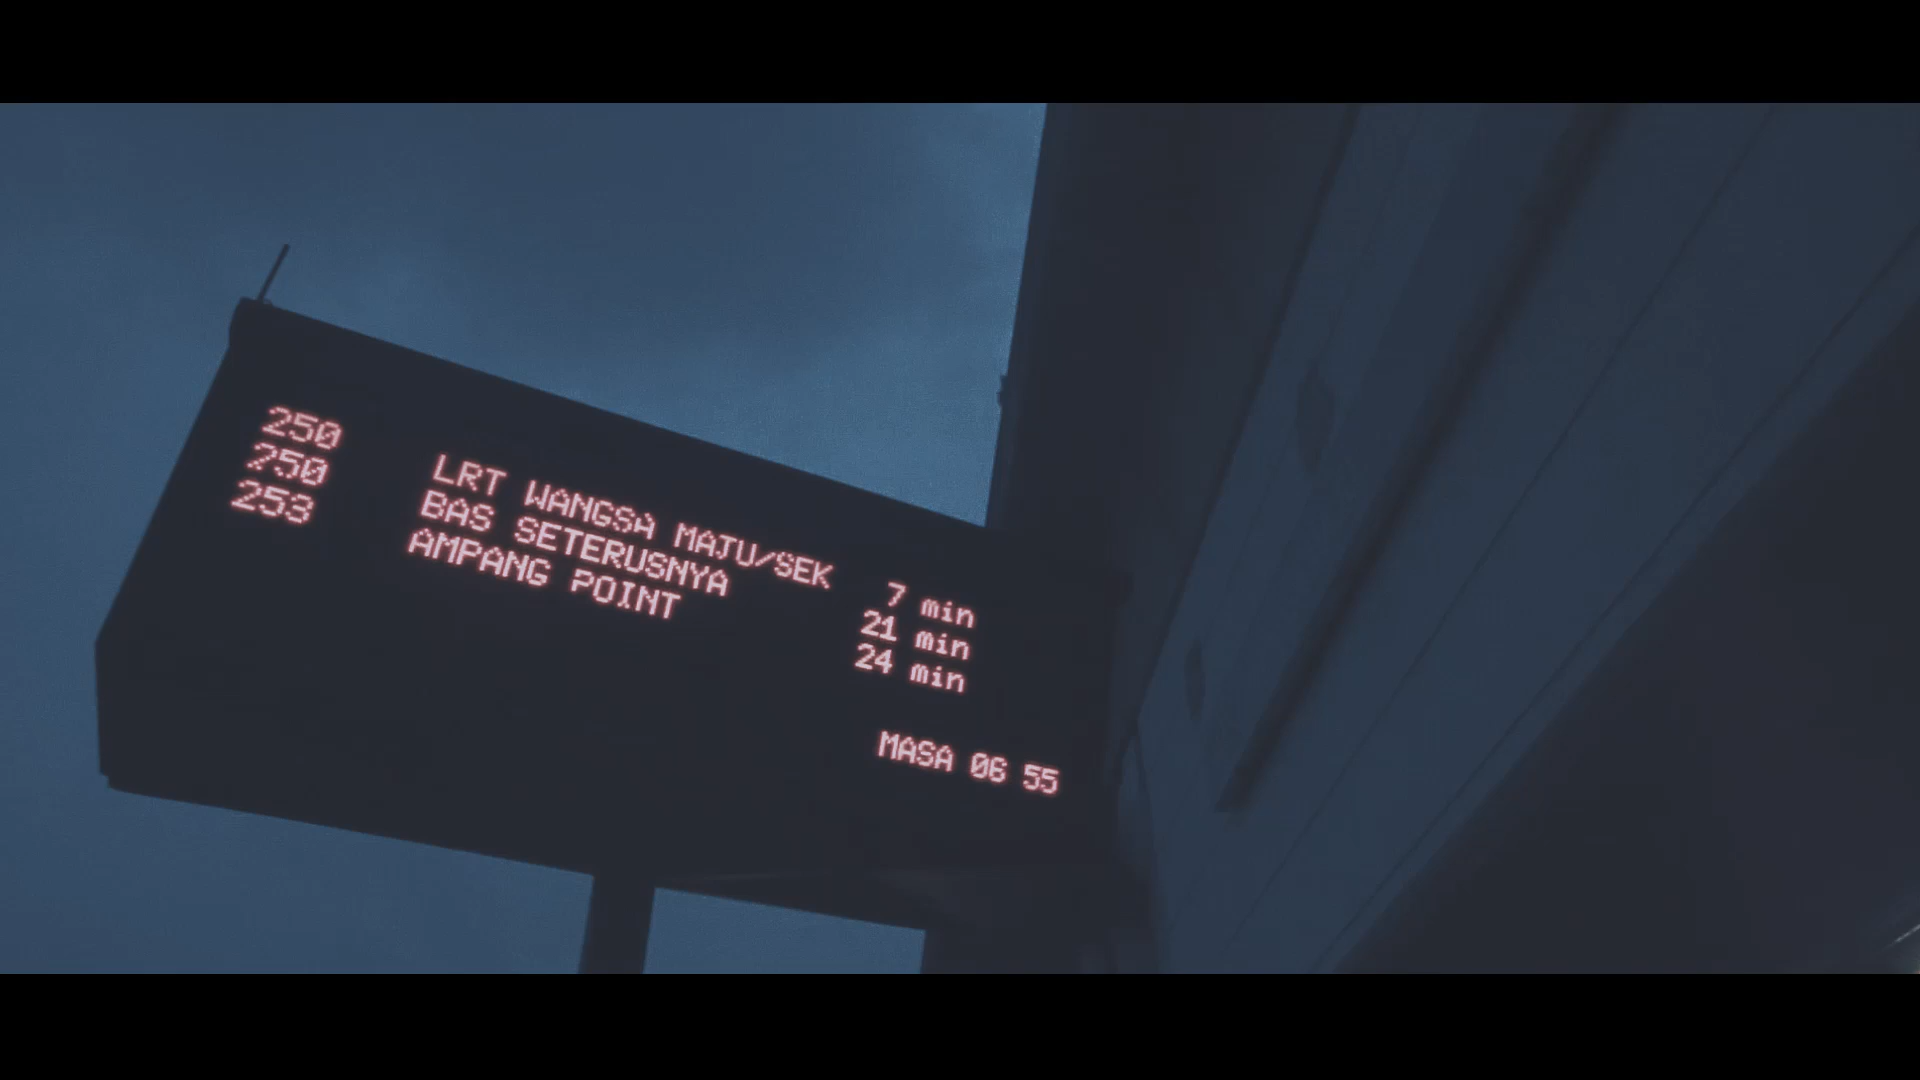 250 LRT WANGSA MAJU/SEK 7 min
250 BAS SETERUSNYA 21 min
253 AMPANG POINT 24 min
MASA 06 55